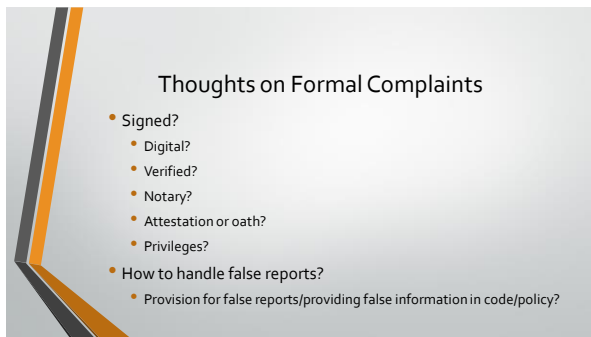 Thoughts on Formal Complaints
• Signed?
• Digital?
• Verified?
• Notary?
• Attestation or oath?
• Privileges?
• How to handle false reports?
• Provision for false reports/providing false information in code/policy?